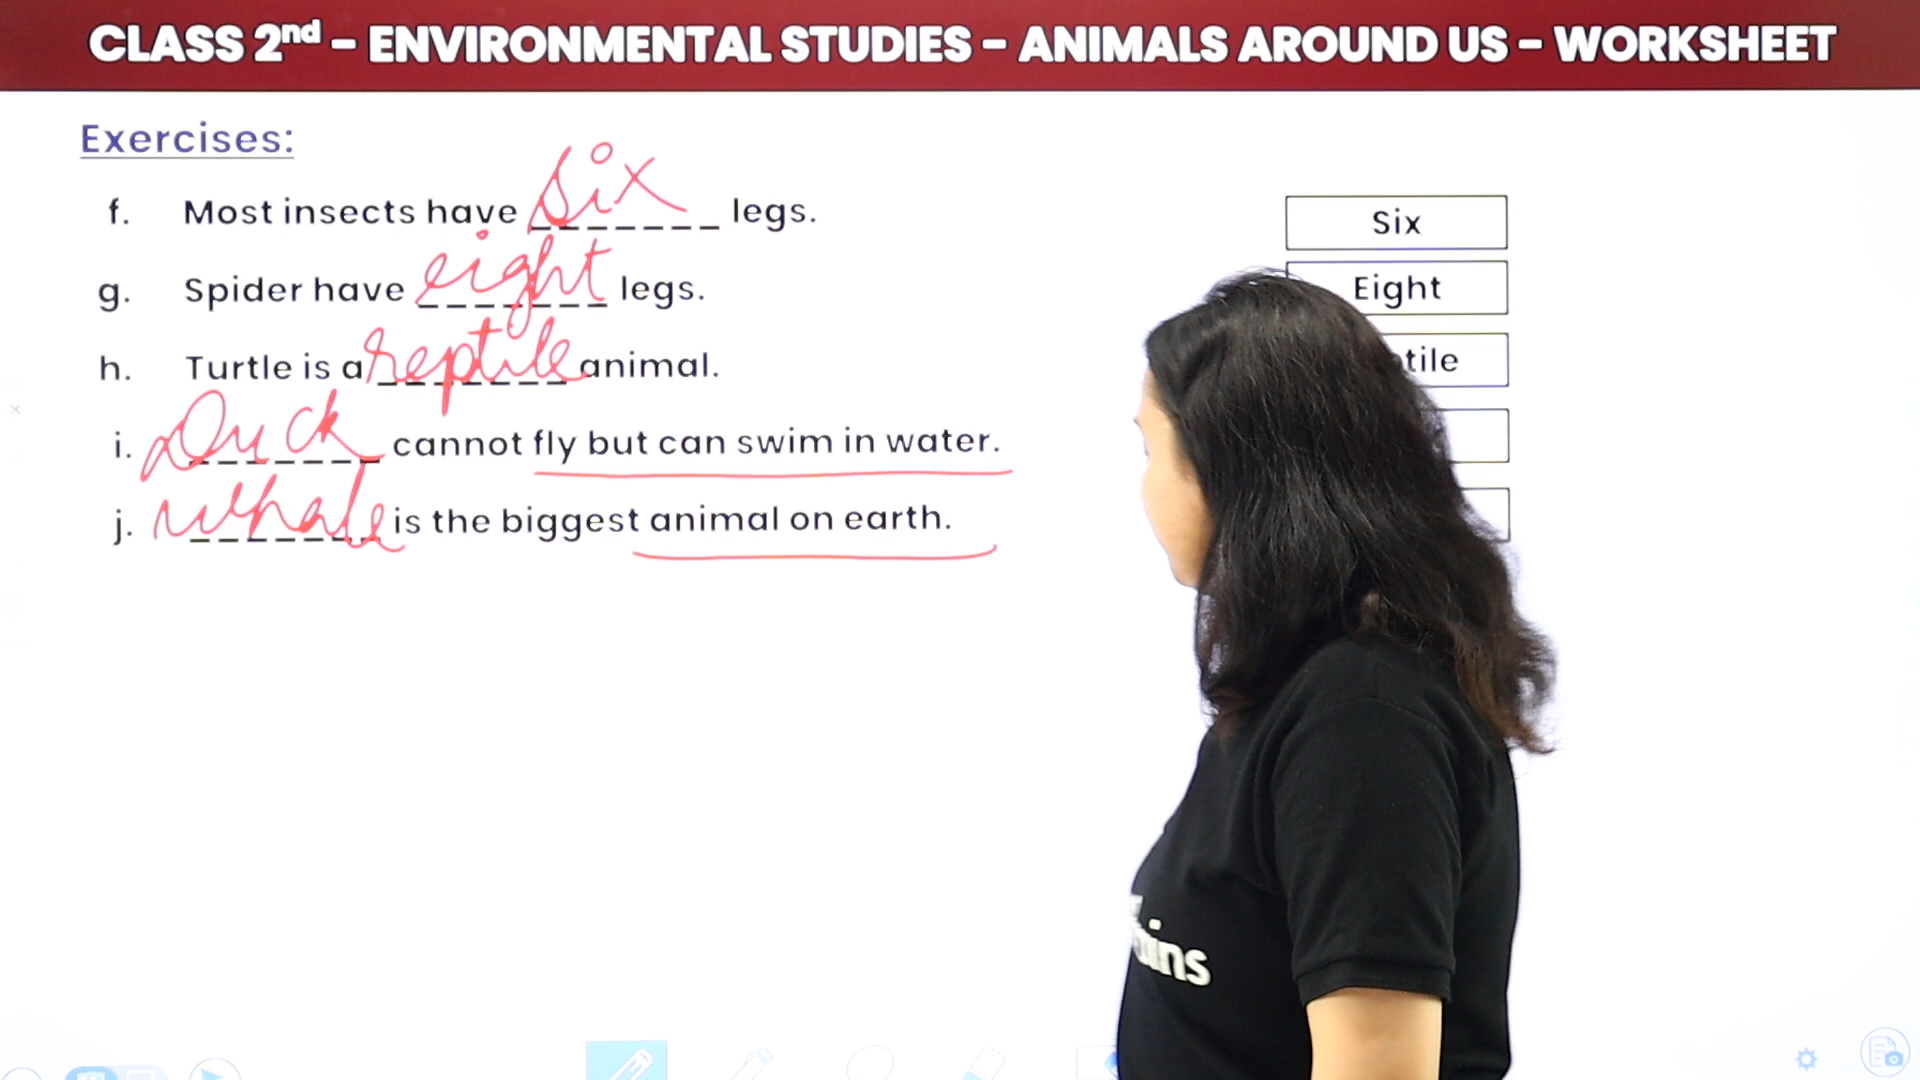 CLASS 2nd – ENVIRONMENTAL STUDIES – ANIMALS AROUND US – WORKSHEET
Exercises:
f. Most insects have six legs.
g. Spider have eight legs.
h. Turtle is a reptile animal.
i. Duck cannot fly but can swim in water.
j. Whale is the biggest animal on earth.
Six
Eight
tile